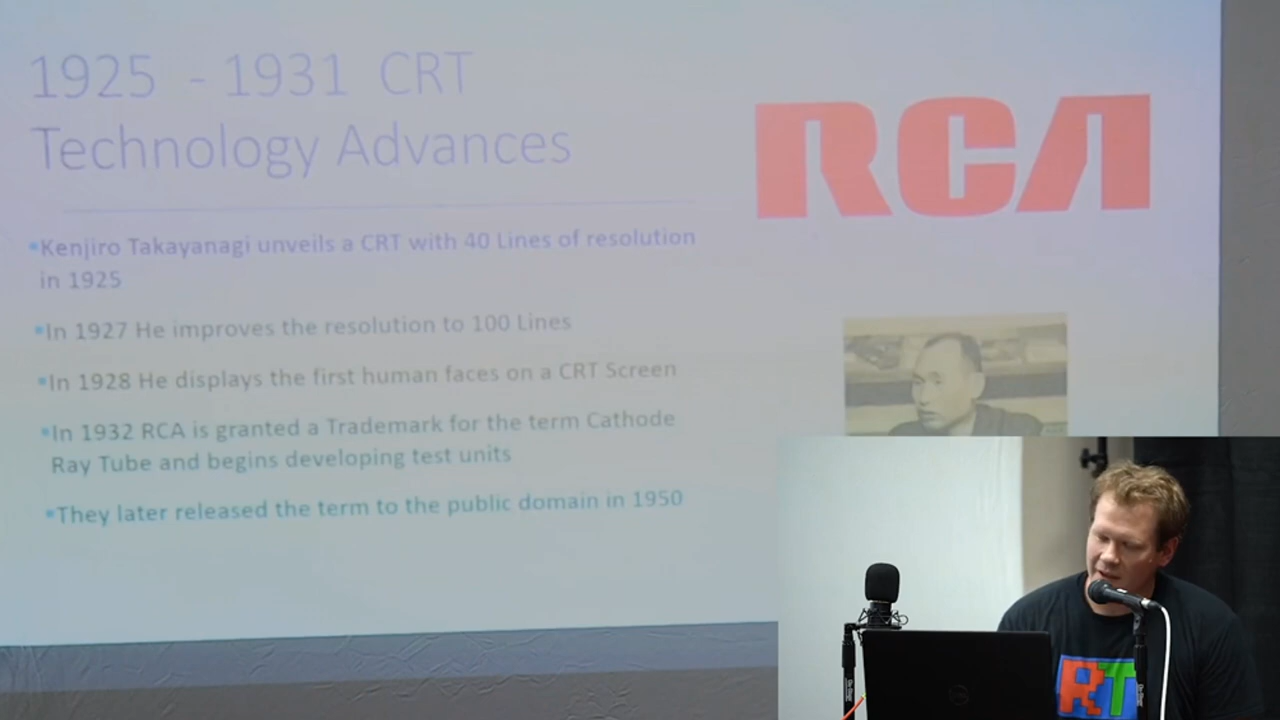 1925 - 1931 CRT
Technology Advances
RCA
▪Kenjiro Takayanagi unveils a CRT with 40 Lines of resolution
in 1925
▪In 1927 He improves the resolution to 100 Lines
▪In 1928 He displays the first human faces on a CRT Screen
▪In 1932 RCA is granted a Trademark for the term Cathode
Ray Tube and begins developing test units
▪They later released the term to the public domain in 1950
RT